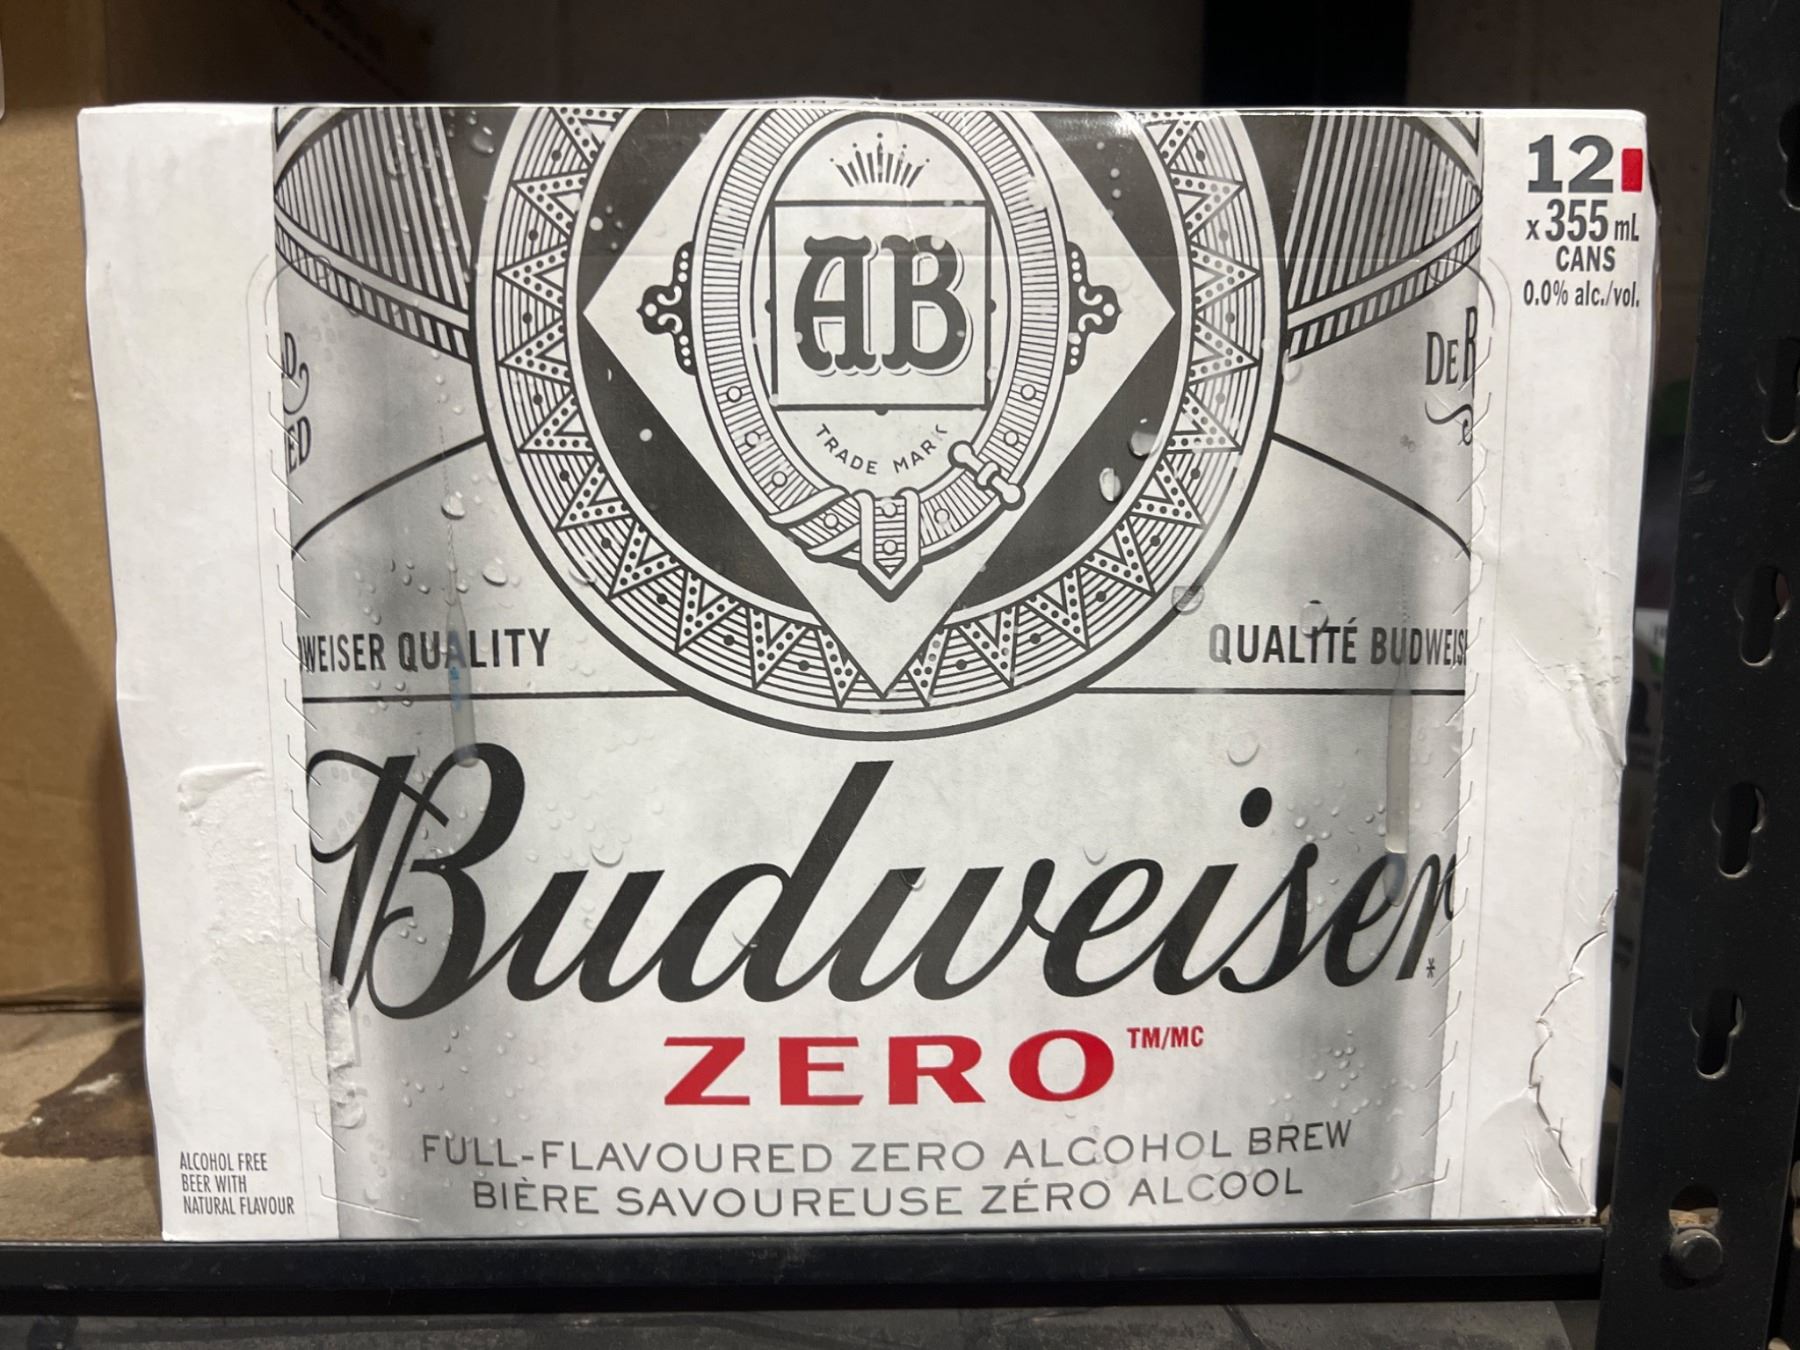 12
x 355 mL
CANS
0.0% alc./vol.
AB
TRADE MARK
QUALITY
QUALITÉ
Budweiser
ZERO TM/MC
FULL-FLAVOURED ZERO ALCOHOL BREW
BIÈRE SAVOUREUSE ZÉRO ALCOOL
ALCOHOL FREE
BEER WITH
NATURAL FLAVOUR